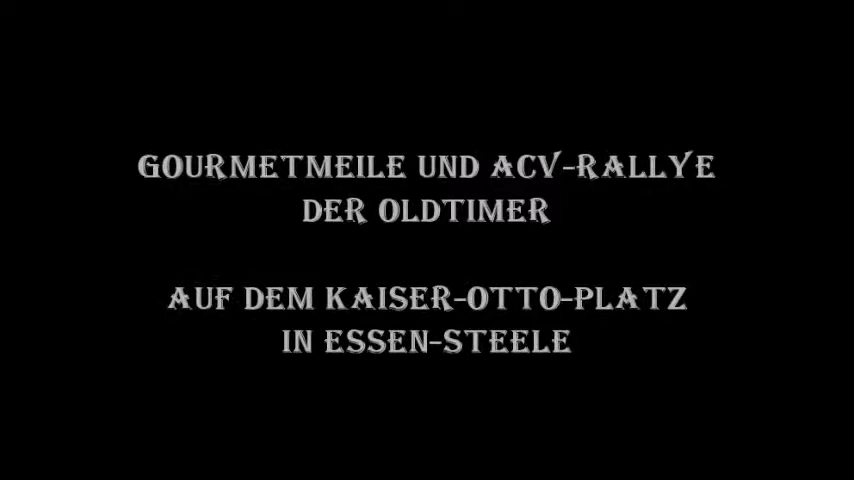 GOURMETMEILE UND ACV-RALLYE
DER OLDTIMER
AUF DEM KAISER-OTTO-PLATZ
IN ESSEN-STEELE